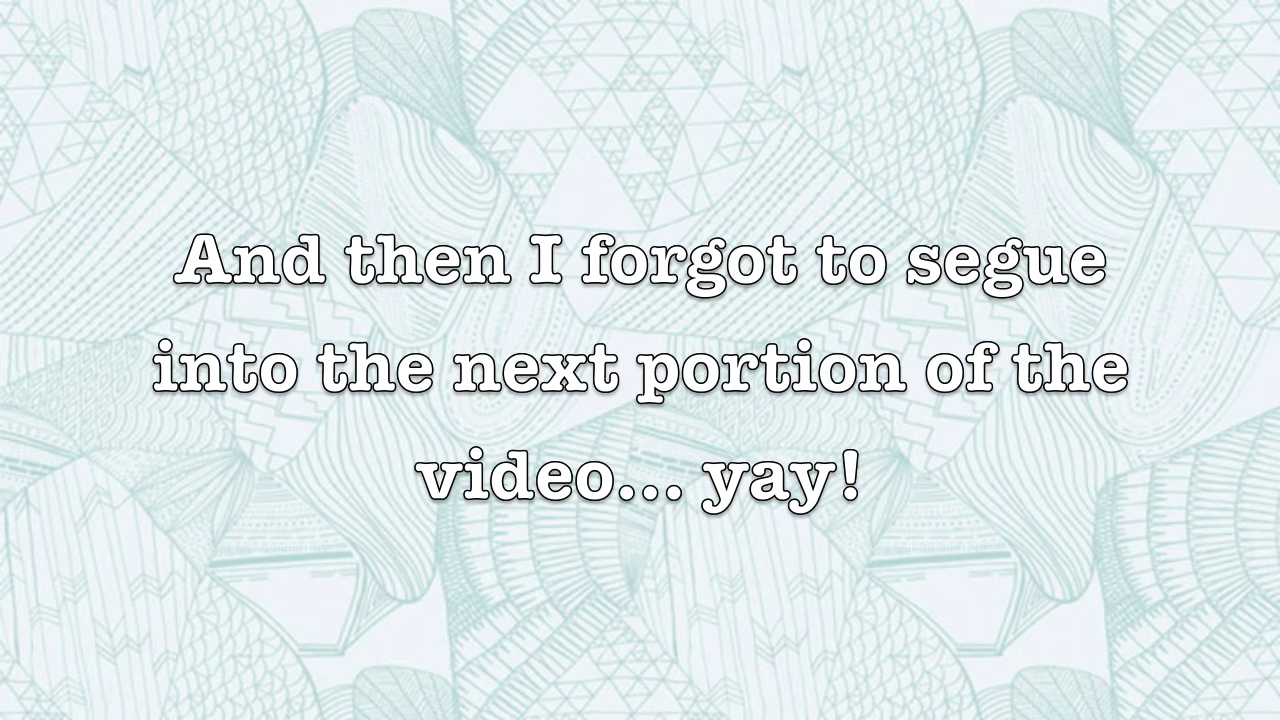 And then I forgot to segue
into the next portion of the
video... yay!